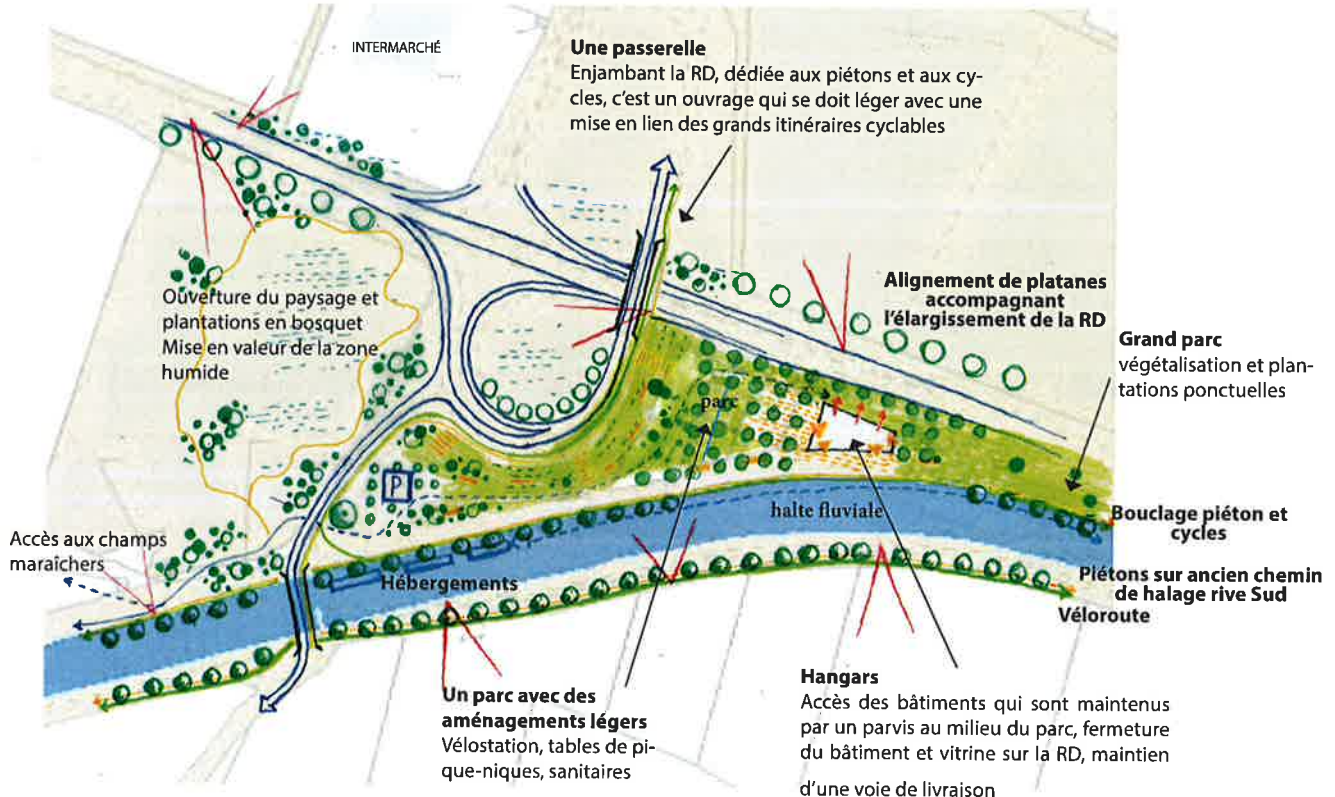 INTERMARCHÉ
Une passerelle
Enjambant la RD, dédiée aux piétons et aux cy-
cles, c'est un ouvrage qui se doit léger avec une
mise en lien des grands itinéraires cyclables
Ouverture du paysage et
plantations en bosquet
Mise en valeur de la zone
humide
Alignement de platanes
accompagnant
l'élargissement de la RD
Grand parc
végétalisation et plan-
tations ponctuelles
parc
P
halte fluviale
Bouclage piéton et
cycles
Accès aux champs
maraîchers
Hébergements
Piétons sur ancien chemin
de halage rive Sud
Véloroute
Un parc avec des
aménagements légers
Vélostation, tables de pi-
que-niques, sanitaires
Hangars
Accès des bâtiments qui sont maintenus
par un parvis au milieu du parc, fermeture
du bâtiment et vitrine sur la RD, maintien
d'une voie de livraison